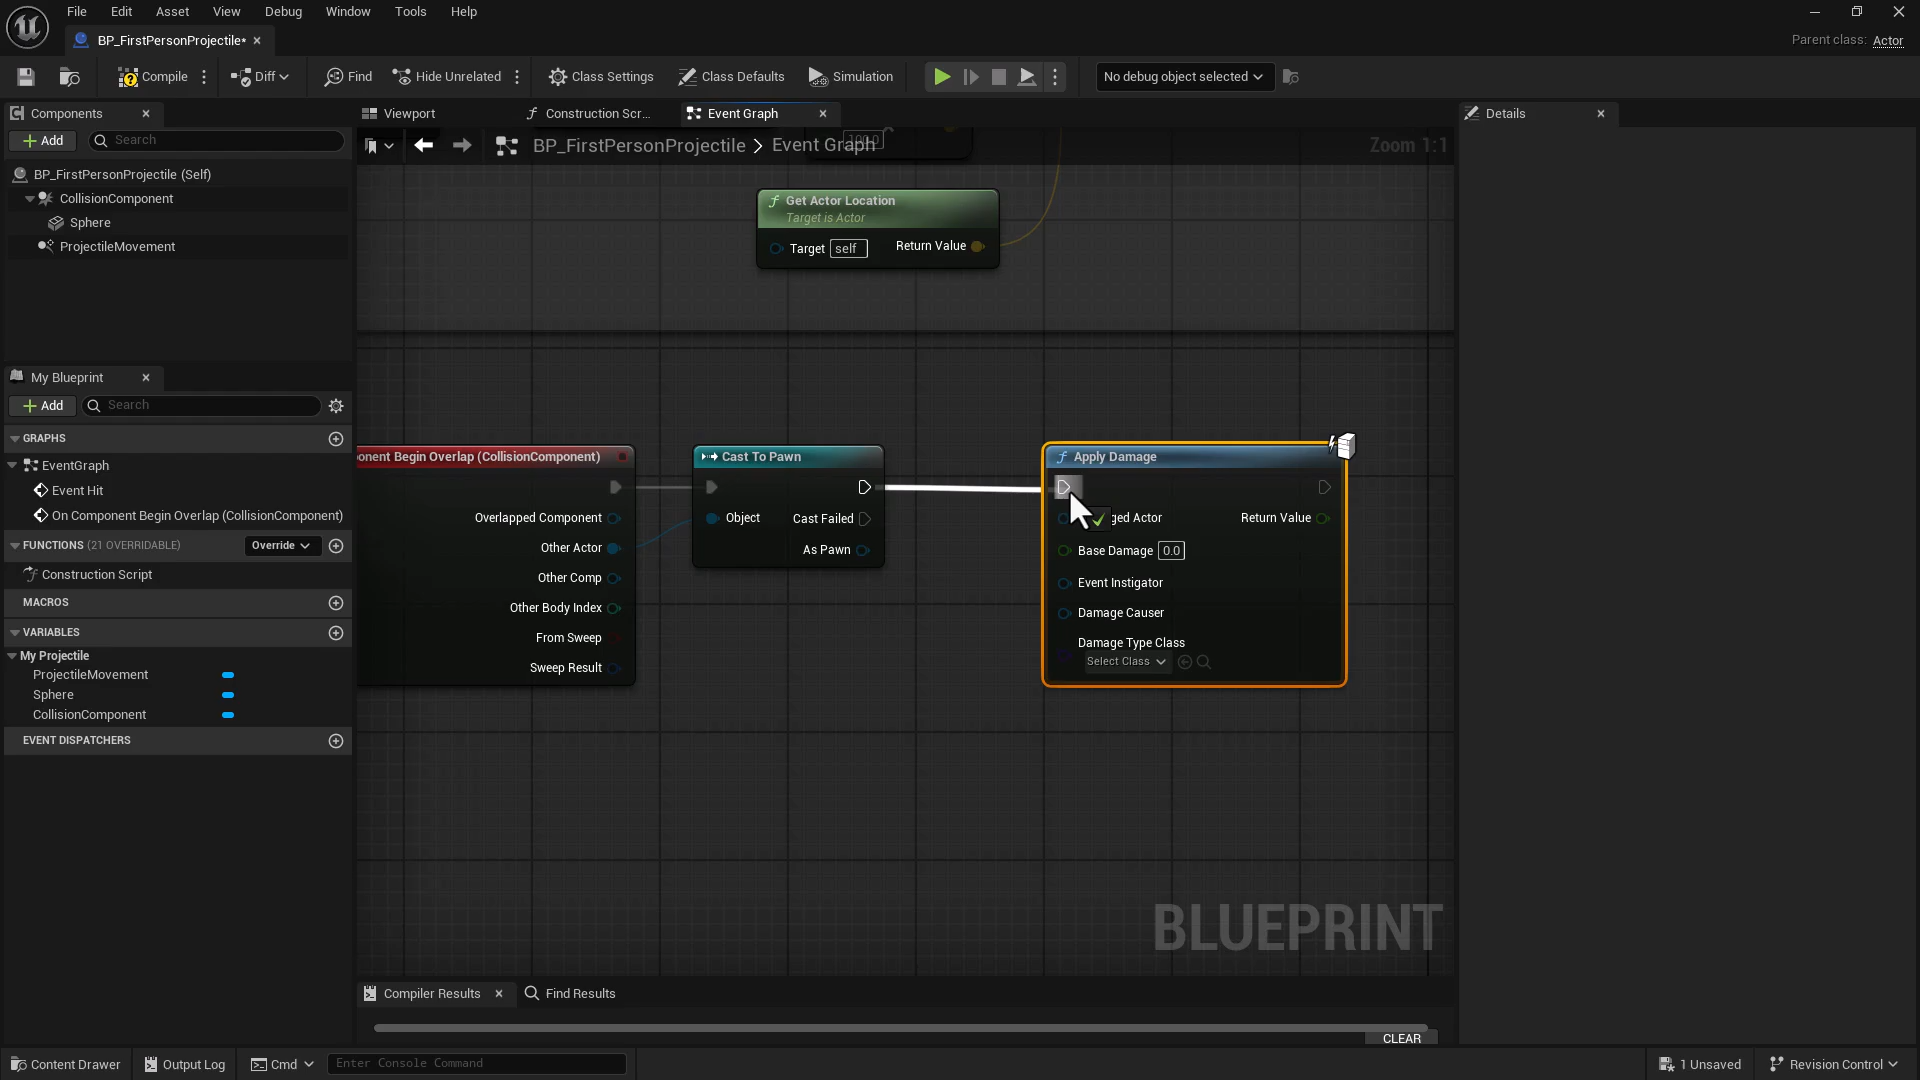 File Edit Asset View Debug Window Tools Help
BP_FirstPersonProjectile*
Parent class: Actor
Compile Diff Find Hide Unrelated Class Settings Class Defaults Simulation No debug object selected
Components
Viewport Construction Scr... Event Graph
Details
Add Search
BP_FirstPersonProjectile > Event Graph
Zoom 1:1
100.0
BP_FirstPersonProjectile (Self)
CollisionComponent
Sphere
ProjectileMovement
Get Actor Location
Target is Actor
Target self Return Value
My Blueprint
Add Search
GRAPHS
EventGraph
Event Hit
On Component Begin Overlap (CollisionComponent)
FUNCTIONS (21 OVERRIDABLE) Override
Construction Script
MACROS
VARIABLES
My Projectile
ProjectileMovement
Sphere
CollisionComponent
EVENT DISPATCHERS
onent Begin Overlap (CollisionComponent)
Overlapped Component
Other Actor
Other Comp
Other Body Index
From Sweep
Sweep Result
Cast To Pawn
Object Cast Failed
As Pawn
Apply Damage
ged Actor Return Value
Base Damage 0.0
Event Instigator
Damage Causer
Damage Type Class
Select Class
BLUEPRINT
Compiler Results Find Results
CLEAR
Content Drawer Output Log Cmd Enter Console Command 1 Unsaved Revision Control